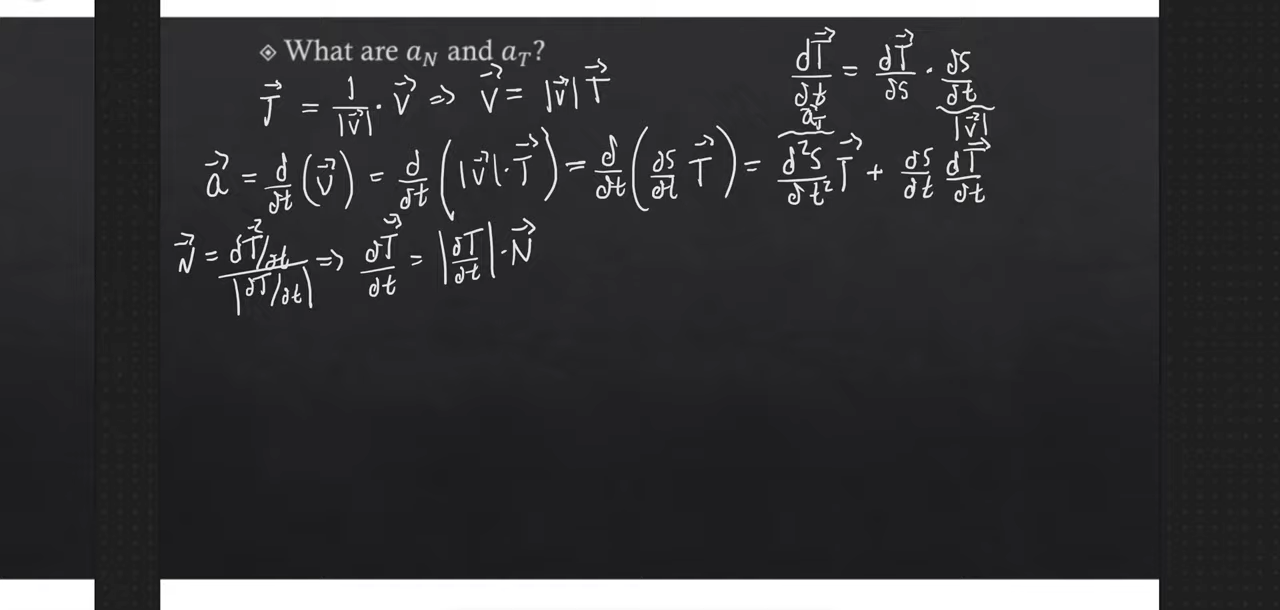 ❖ What are a_N and a_T?
T⃗ = 1/|v⃗| · v⃗ ⇒ v⃗ = |v⃗| T⃗
dT⃗/dt = dT⃗/ds · ds/dt
|v⃗|
a_T
a⃗ = d/dt (v⃗) = d/dt (|v⃗| · T⃗) = d/dt (ds/dt T⃗) = d²s/dt² T⃗ + ds/dt dT⃗/dt
N⃗ = dT⃗/dt / |dT/dt| ⇒ dT⃗/dt = |dT/dt| · N⃗